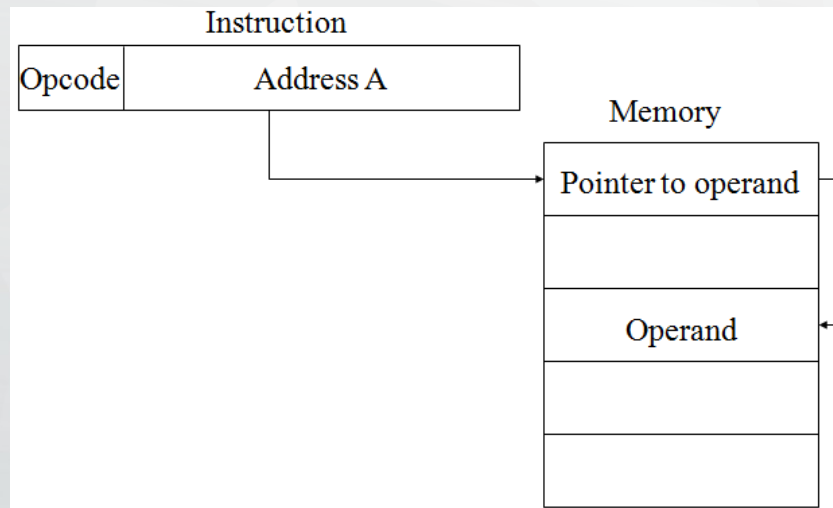 Instruction
Opcode
Address A
Memory
Pointer to operand
Operand